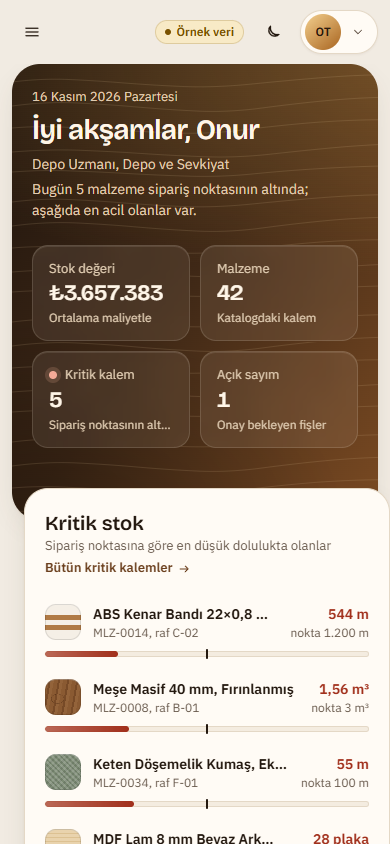 Örnek veri
OT
16 Kasım 2026 Pazartesi
İyi akşamlar, Onur
Depo Uzmanı, Depo ve Sevkiyat
Bugün 5 malzeme sipariş noktasının altında;
aşağıda en acil olanlar var.
Stok değeri
₺3.657.383
Ortalama maliyetle
Malzeme
42
Katalogdaki kalem
Kritik kalem
5
Sipariş noktasının alt...
Açık sayım
1
Onay bekleyen fişler
Kritik stok
Sipariş noktasına göre en düşük dolulukta olanlar
Bütün kritik kalemler →
ABS Kenar Bandı 22×0,8 ...
544 m
MLZ-0014, raf C-02
nokta 1.200 m
Meşe Masif 40 mm, Fırınlanmış
1,56 m³
MLZ-0008, raf B-01
nokta 3 m³
Keten Döşemelik Kumaş, Ek...
55 m
MLZ-0034, raf F-01
nokta 100 m
MDF Lam 8 mm Beyaz Ark...
28 plaka